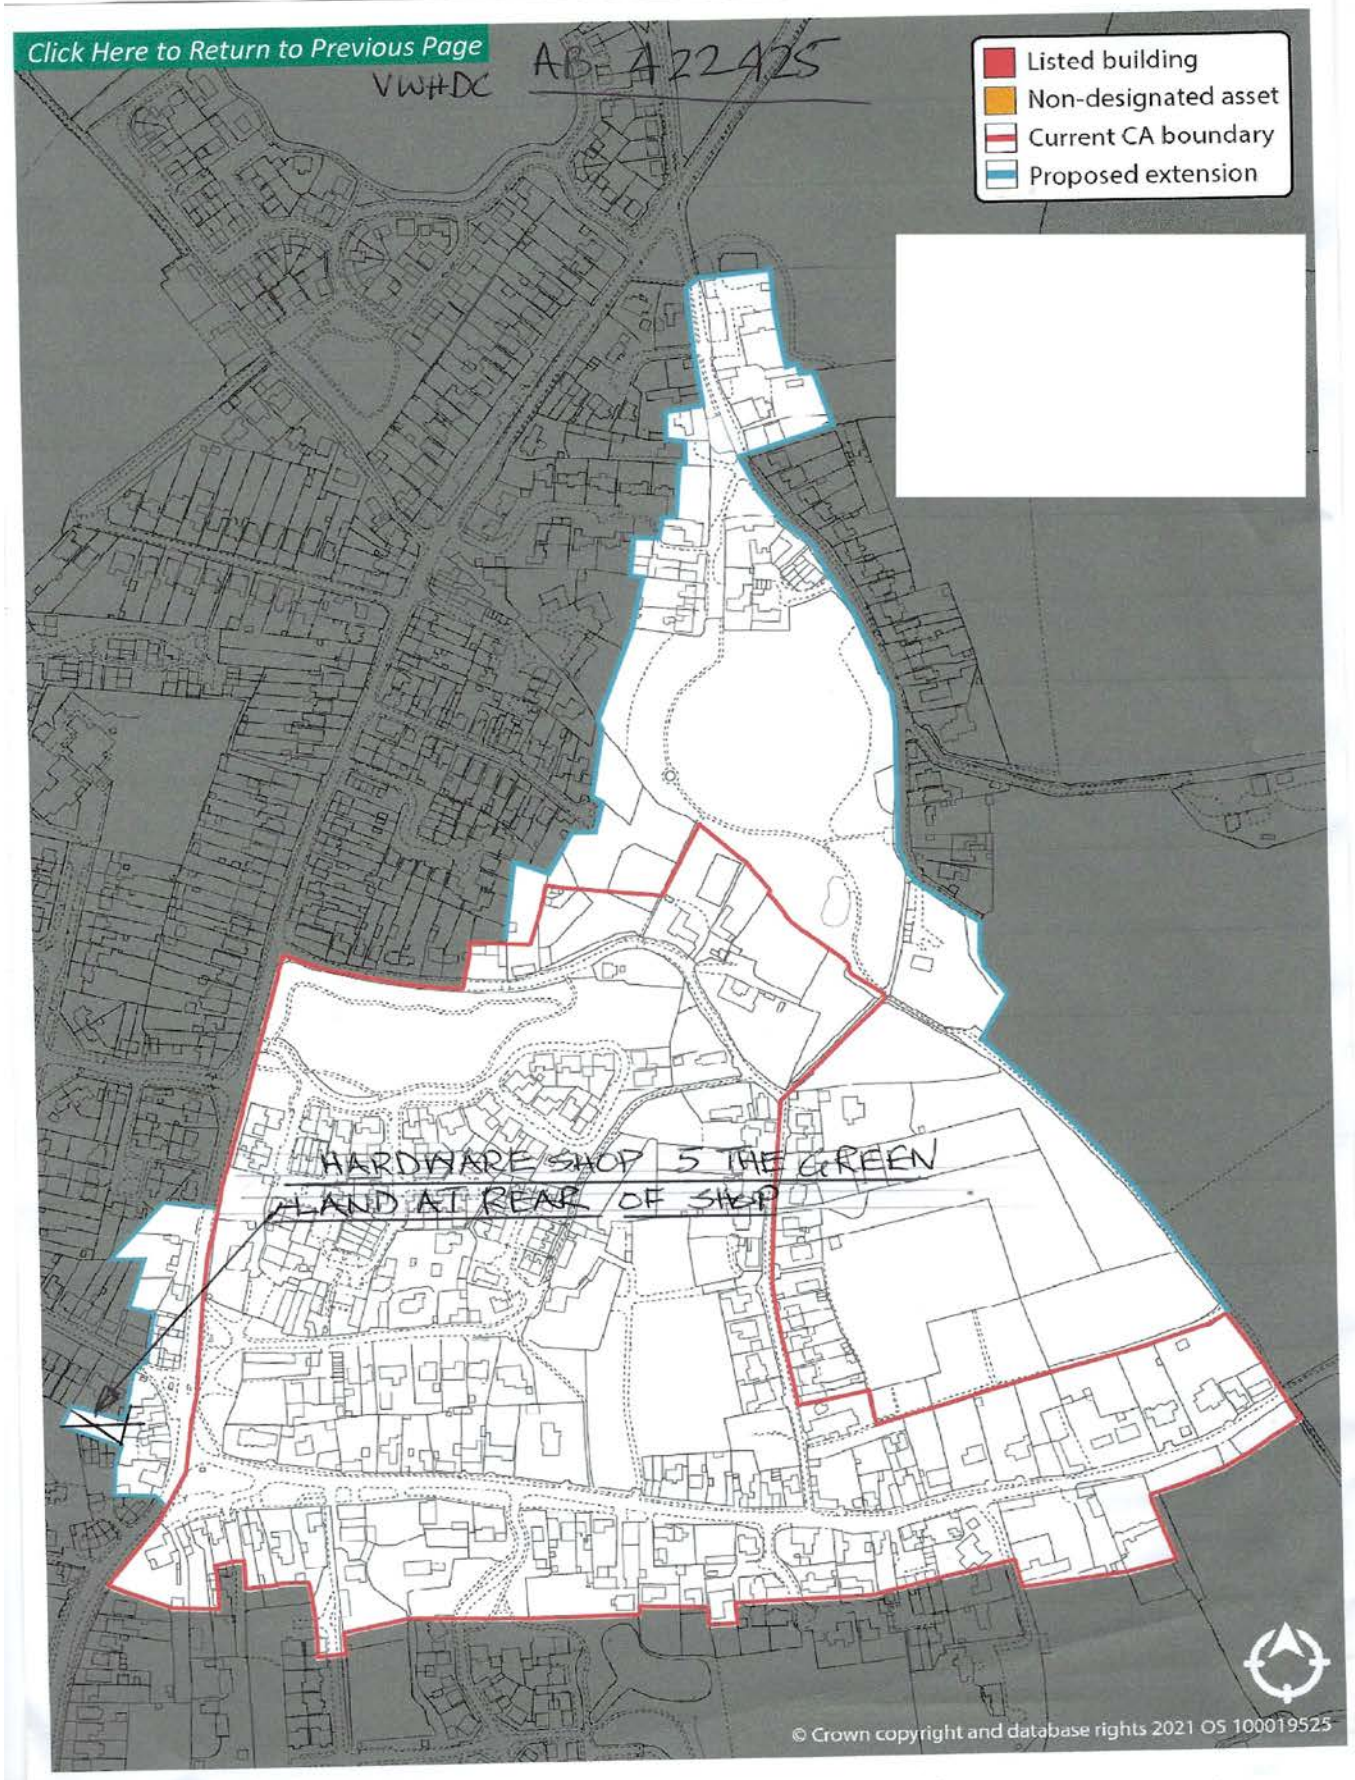 Click Here to Return to Previous Page
VWHDC AB 422425
Listed building
Non-designated asset
Current CA boundary
Proposed extension
HARDWARE SHOP 5 THE GREEN
LAND AT REAR OF SHOP
© Crown copyright and database rights 2021 OS 100019525